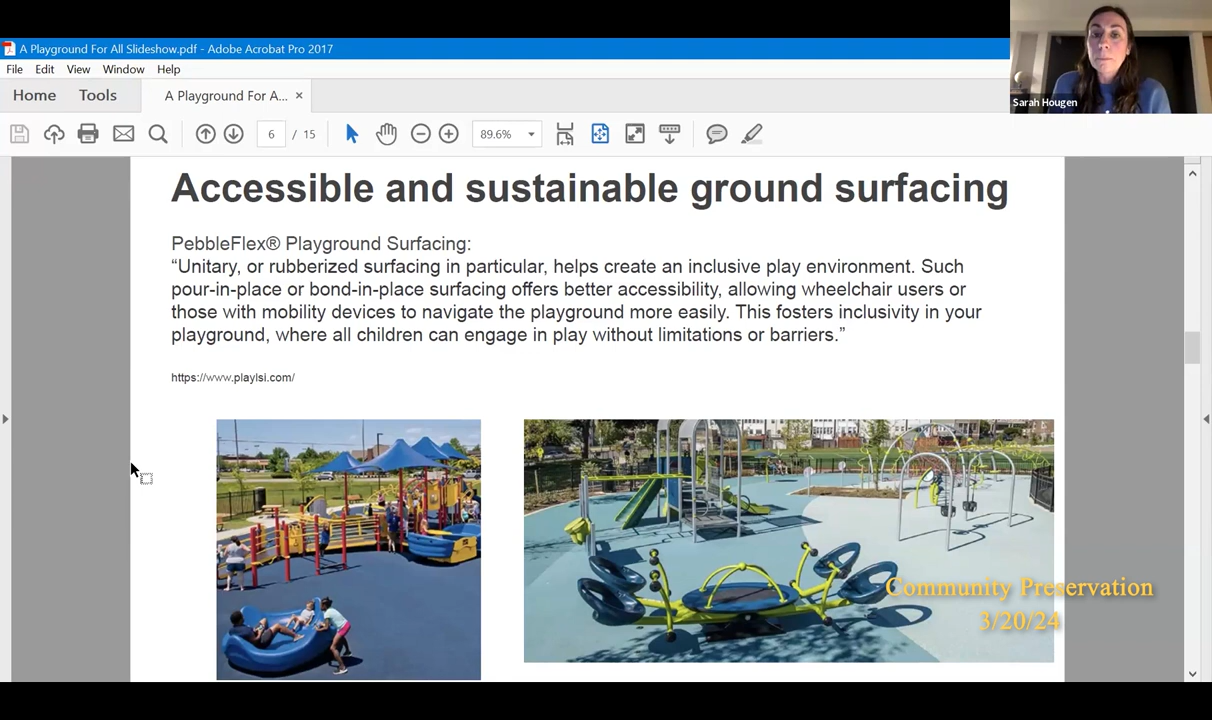 A Playground For All Slideshow.pdf - Adobe Acrobat Pro 2017
File Edit View Window Help
Home Tools A Playground For A... ×
6 / 15 89.6%
Sarah Hougen
Accessible and sustainable ground surfacing
PebbleFlex® Playground Surfacing:
“Unitary, or rubberized surfacing in particular, helps create an inclusive play environment. Such
pour-in-place or bond-in-place surfacing offers better accessibility, allowing wheelchair users or
those with mobility devices to navigate the playground more easily. This fosters inclusivity in your
playground, where all children can engage in play without limitations or barriers.”
https://www.playlsi.com/
Community Preservation
3/20/24